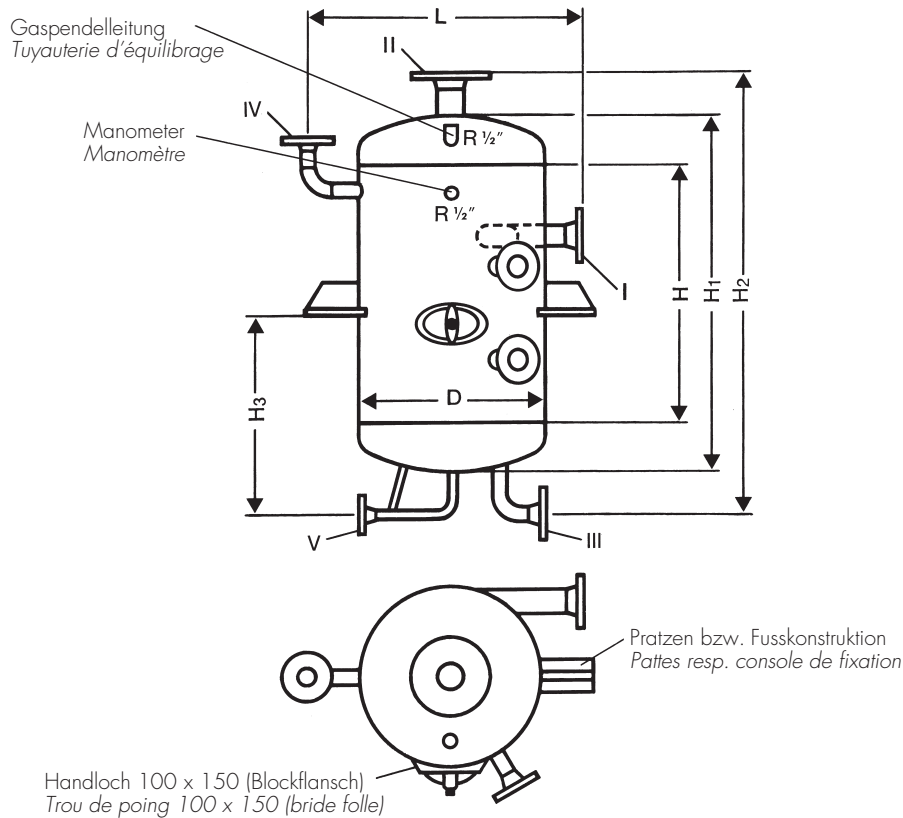 L
Gaspendelleitung
Tuyauterie d’équilibrage
II
IV
R ½″
Manometer
Manomètre
R ½″
I
H
H1
H2
D
H3
V
III
Pratzen bzw. Fusskonstruktion
Pattes resp. console de fixation
Handloch 100 x 150 (Blockflansch)
Trou de poing 100 x 150 (bride folle)